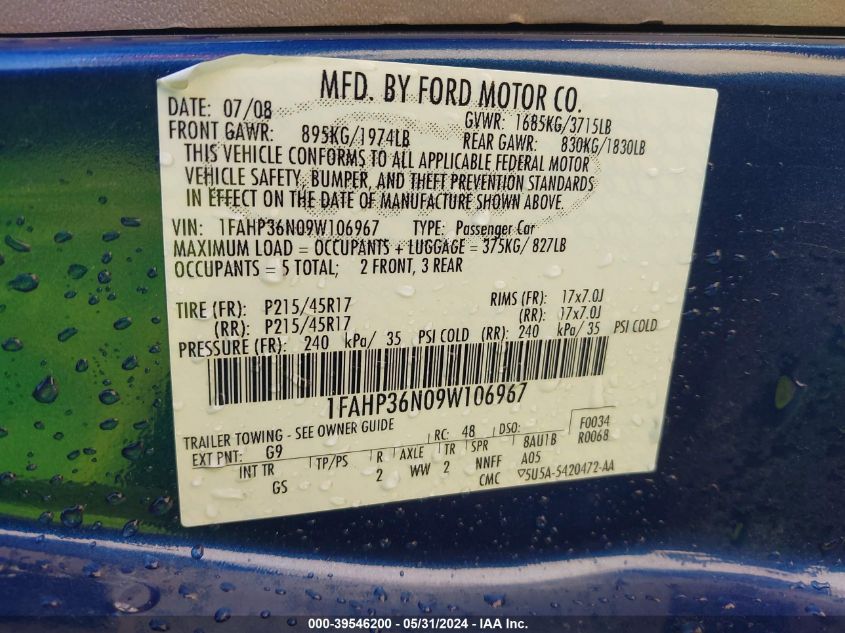 MFD. BY FORD MOTOR CO.
DATE: 07/08 GVWR: 1685KG/3715LB
FRONT GAWR: 895KG/1974LB REAR GAWR: 830KG/1830LB
THIS VEHICLE CONFORMS TO ALL APPLICABLE FEDERAL MOTOR
VEHICLE SAFETY, BUMPER, AND THEFT PREVENTION STANDARDS
IN EFFECT ON THE DATE OF MANUFACTURE SHOWN ABOVE.
VIN: 1FAHP36N09W106967 TYPE: Passenger Car
MAXIMUM LOAD = OCCUPANTS + LUGGAGE = 375KG/ 827LB
OCCUPANTS = 5 TOTAL; 2 FRONT, 3 REAR
TIRE (FR): P215/45R17 RIMS (FR): 17x7.0J
(RR): P215/45R17 (RR): 17x7.0J
PRESSURE (FR): 240 kPa/ 35 PSI COLD (RR): 240 kPa/ 35 PSI COLD
1FAHP36N09W106967
TRAILER TOWING - SEE OWNER GUIDE F0034
EXT PNT: G9 RC: 48 DSO: R0068
INT TR TP/PS R AXLE TR SPR 8AU1B
GS 2 WW 2 NNFF A05
CMC ▽5U5A-5420472-AA
000-39546200 - 05/31/2024 - IAA Inc.